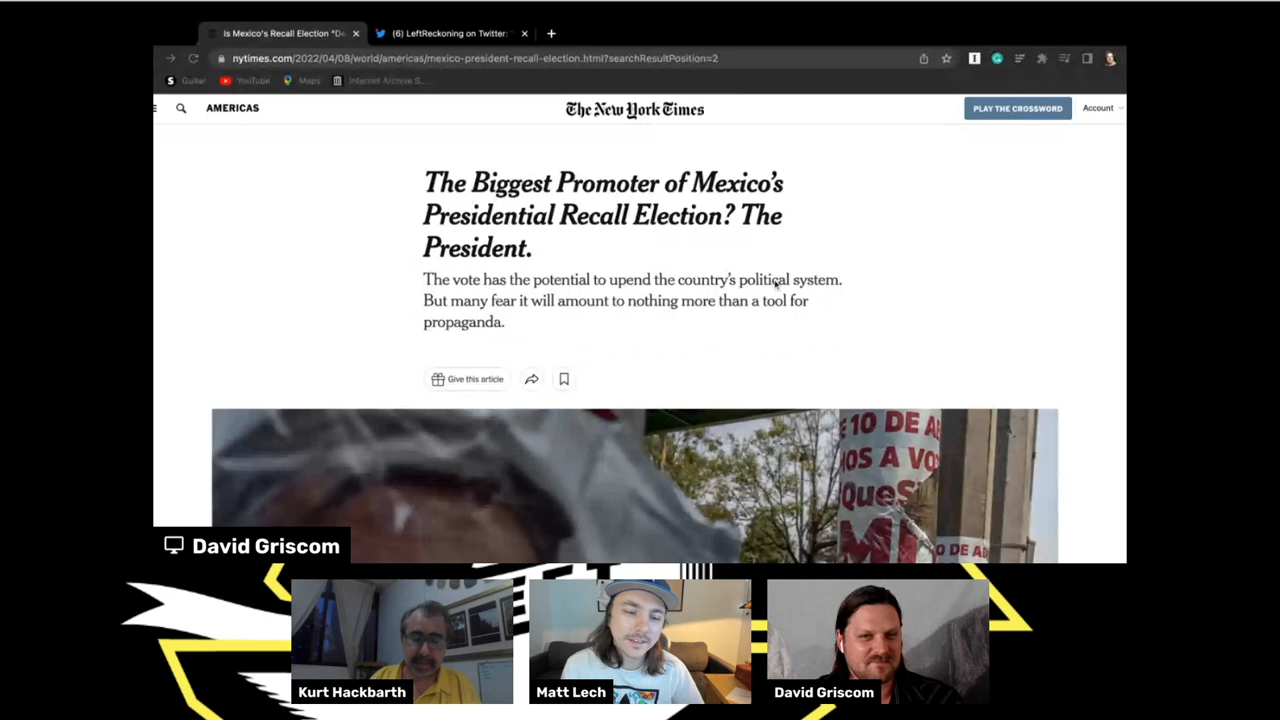 Is Mexico's Recall Election "De
(6) LeftReckoning on Twitter: "
nytimes.com/2022/04/08/world/americas/mexico-president-recall-election.html?searchResultPosition=2
Guitar
YouTube
Maps
Internet Archive S...
AMERICAS
The New York Times
PLAY THE CROSSWORD
Account
The Biggest Promoter of Mexico's
Presidential Recall Election? The
President.
The vote has the potential to upend the country's political system.
But many fear it will amount to nothing more than a tool for
propaganda.
Give this article
E 10 DE A
MOS A VO
QueS
MI
O DE AB
David Griscom
Kurt Hackbarth
Matt Lech
David Griscom